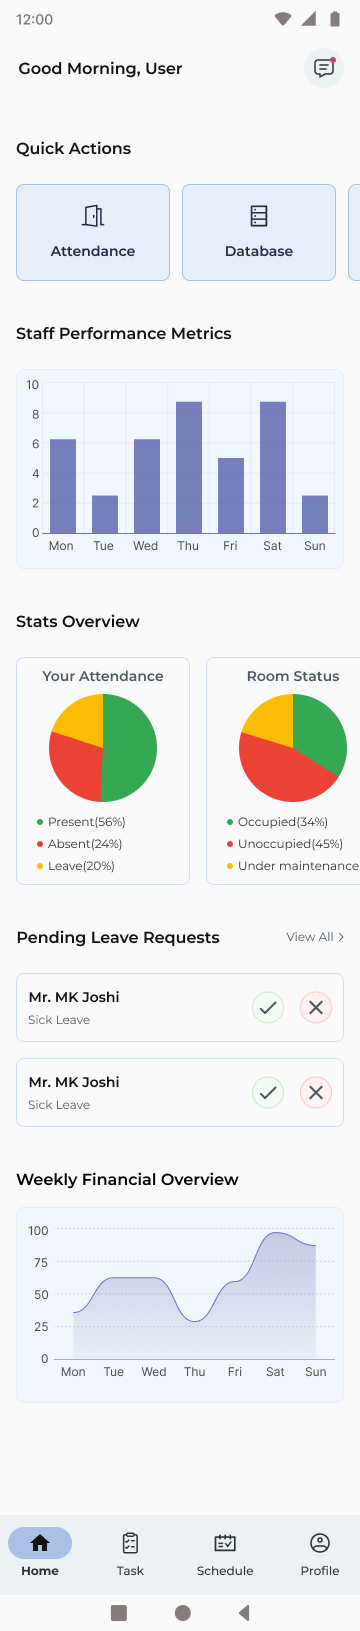 12:00
Good Morning, User
Quick Actions
Attendance
Database
Staff Performance Metrics
10
8
6
4
2
0
Mon Tue Wed Thu Fri Sat Sun
Stats Overview
Your Attendance
Present(56%)
Absent(24%)
Leave(20%)
Room Status
Occupied(34%)
Unoccupied(45%)
Under maintenance
Pending Leave Requests
View All
Mr. MK Joshi
Sick Leave
Mr. MK Joshi
Sick Leave
Weekly Financial Overview
100
75
50
25
0
Mon Tue Wed Thu Fri Sat Sun
Home Task Schedule Profile